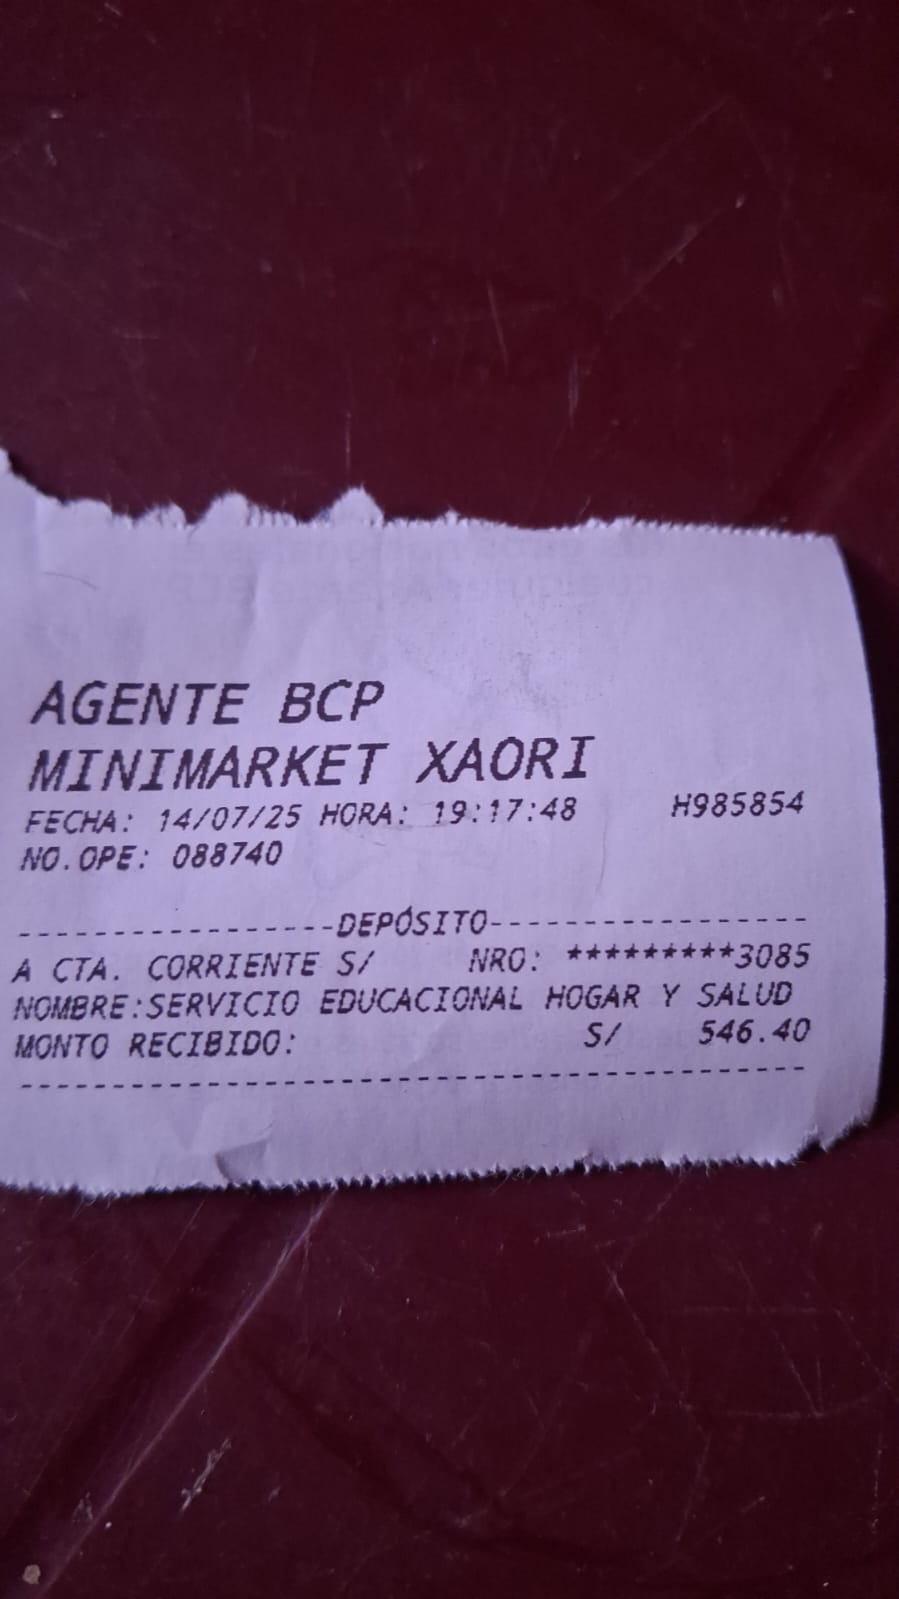 AGENTE BCP
MINIMARKET XAORI
FECHA: 14/07/25 HORA: 19:17:48 H985854
NO.OPE: 088740
------------------DEPÓSITO------------------
A CTA. CORRIENTE S/ NRO: *********3085
NOMBRE:SERVICIO EDUCACIONAL HOGAR Y SALUD
MONTO RECIBIDO: S/ 546.40
--------------------------------------------